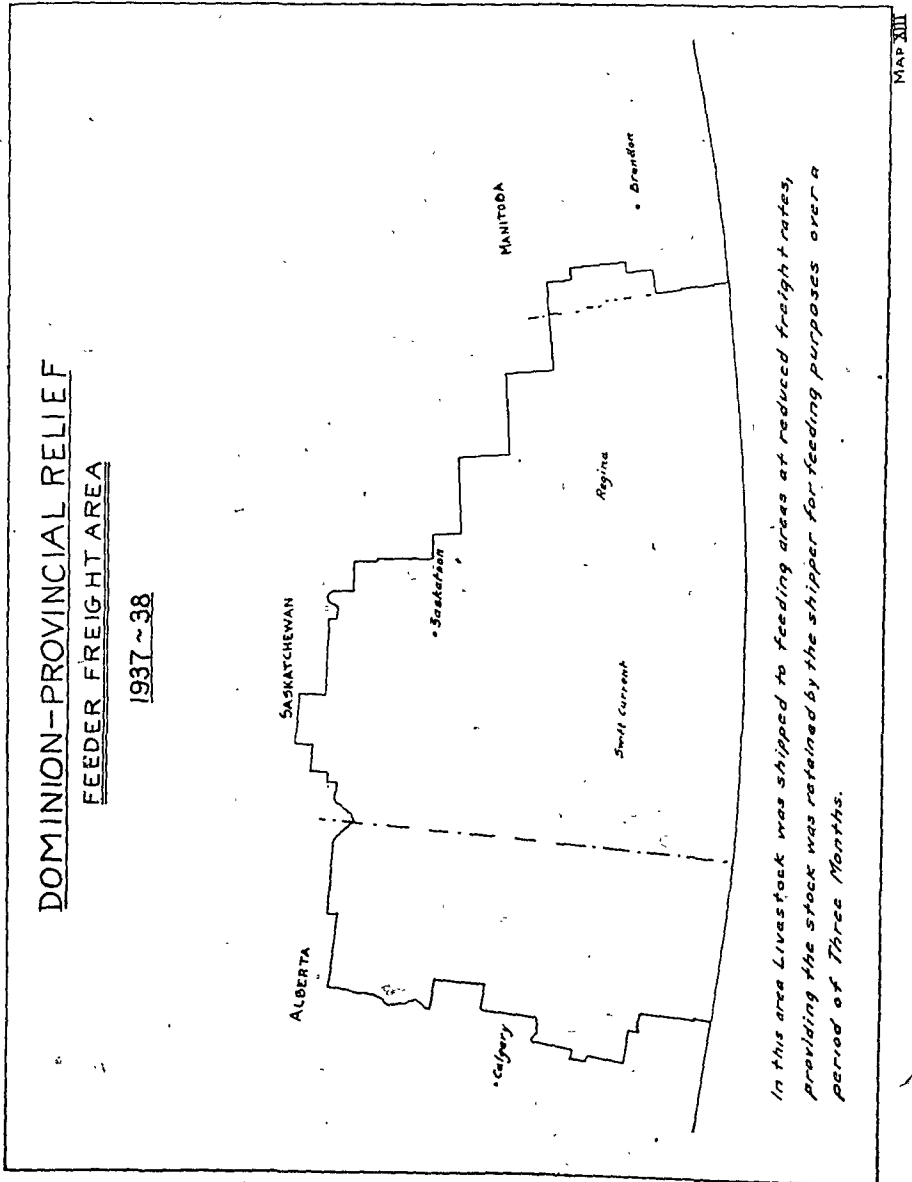 DOMINION-PROVINCIAL RELIEF
FEEDER FREIGHT AREA
1937~38
ALBERTA
SASKATCHEWAN
MANITOBA
Calgary
Saskatoon
Swift Current
Regina
Brandon
In this area Livestock was shipped to feeding areas at reduced freight rates,
providing the stock was retained by the shipper for feeding purposes over a
period of Three Months.
MAP XIII